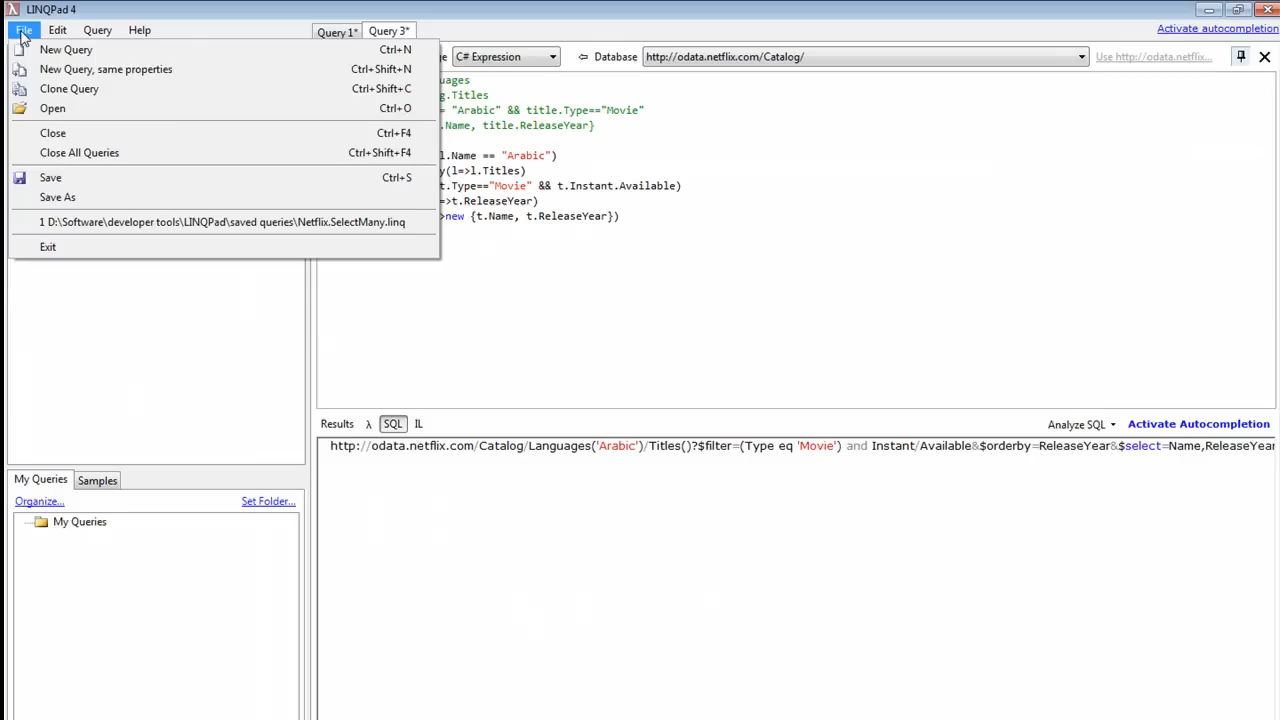 LINQPad 4
File Edit Query Help
Query 1* Query 3*
Activate autocompletion
New Query Ctrl+N
New Query, same properties Ctrl+Shift+N
Clone Query Ctrl+Shift+C
Open Ctrl+O
Close Ctrl+F4
Close All Queries Ctrl+Shift+F4
Save Ctrl+S
Save As
1 D:\Software\developer tools\LINQPad\saved queries\Netflix.SelectMany.linq
Exit
e C# Expression Database http://odata.netflix.com/Catalog/ Use http://odata.netflix...
uages
g.Titles
= "Arabic" && title.Type=="Movie"
.Name, title.ReleaseYear}
l.Name == "Arabic")
y(l=>l.Titles)
t.Type=="Movie" && t.Instant.Available)
=>t.ReleaseYear)
>new {t.Name, t.ReleaseYear})
Results λ SQL IL Analyze SQL Activate Autocompletion
http://odata.netflix.com/Catalog/Languages('Arabic')/Titles()?$filter=(Type eq 'Movie') and Instant/Available&$orderby=ReleaseYear&$select=Name,ReleaseYear
My Queries Samples
Organize... Set Folder...
My Queries